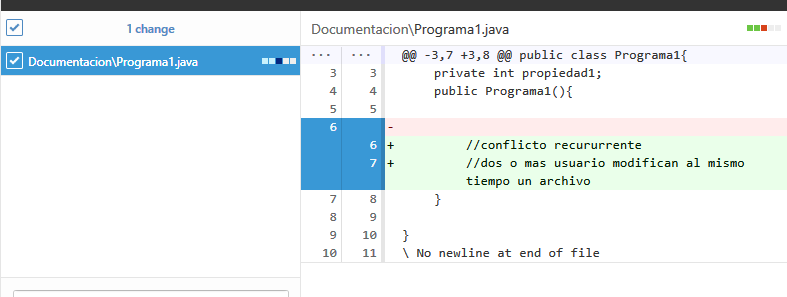 1 change
Documentacion\Programa1.java
Documentacion\Programa1.java
... ... @@ -3,7 +3,8 @@ public class Programa1{
3 3 private int propiedad1;
4 4 public Programa1(){
5 5
6 -
6 + //conflicto recururrente
7 + //dos o mas usuario modifican al mismo
tiempo un archivo
7 8 }
8 9
9 10 }
10 11 \ No newline at end of file